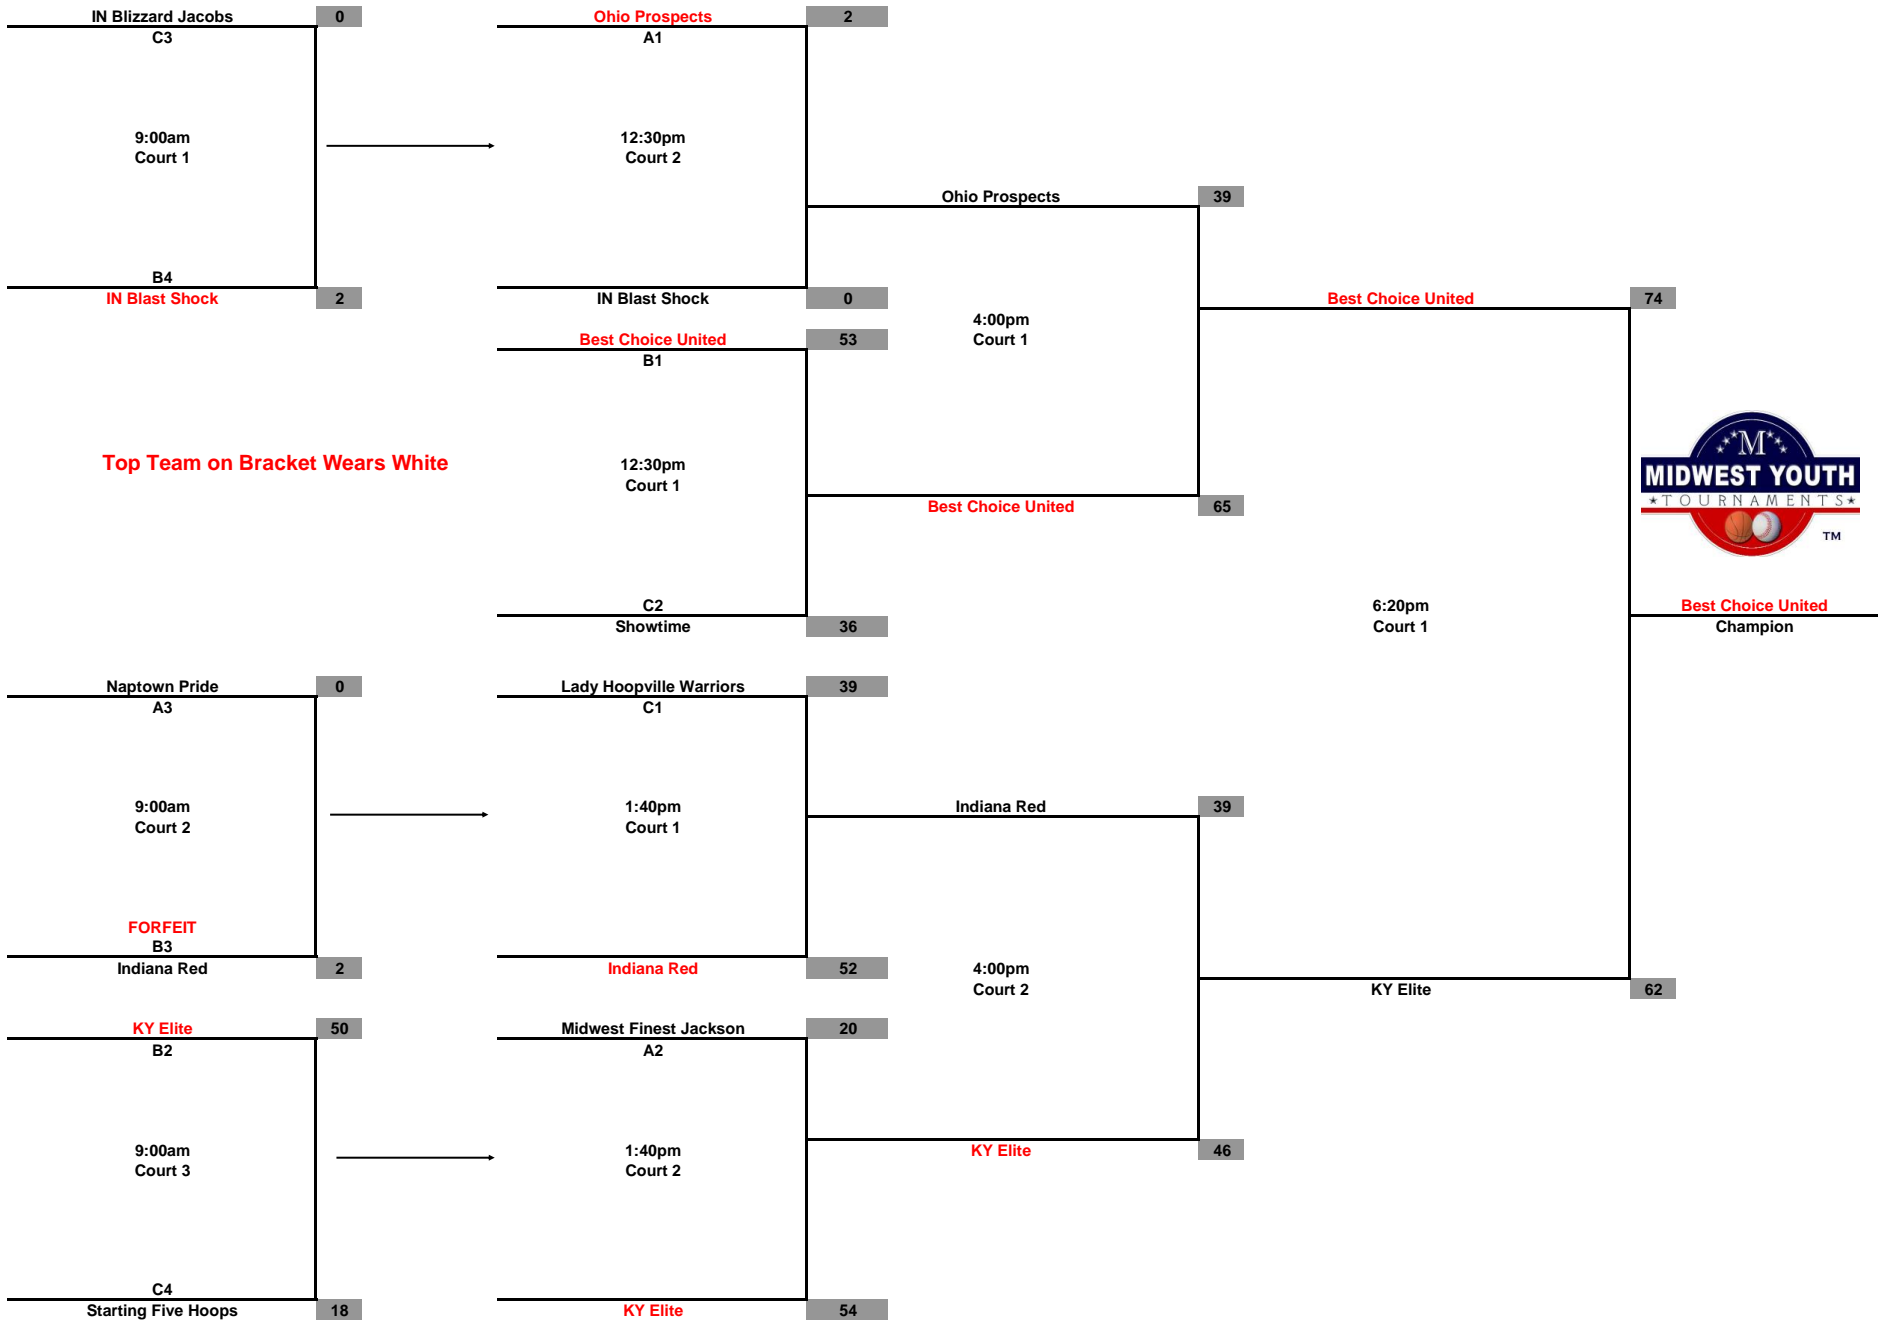 IN Blizzard Jacobs 0
C3
9:00am
Court 1
B4
IN Blast Shock 2
Ohio Prospects 2
A1
12:30pm
Court 2
IN Blast Shock 0
Best Choice United 53
B1
12:30pm
Court 1
C2
Showtime 36
Top Team on Bracket Wears White
Ohio Prospects 39
4:00pm
Court 1
Best Choice United 65
Best Choice United 74
6:20pm
Court 1
KY Elite 62
M
MIDWEST YOUTH
TOURNAMENTS
TM
Best Choice United
Champion
Naptown Pride 0
A3
9:00am
Court 2
FORFEIT
B3
Indiana Red 2
Lady Hoopville Warriors 39
C1
1:40pm
Court 1
Indiana Red 52
Indiana Red 39
4:00pm
Court 2
KY Elite 46
KY Elite 50
B2
9:00am
Court 3
C4
Starting Five Hoops 18
Midwest Finest Jackson 20
A2
1:40pm
Court 2
KY Elite 54